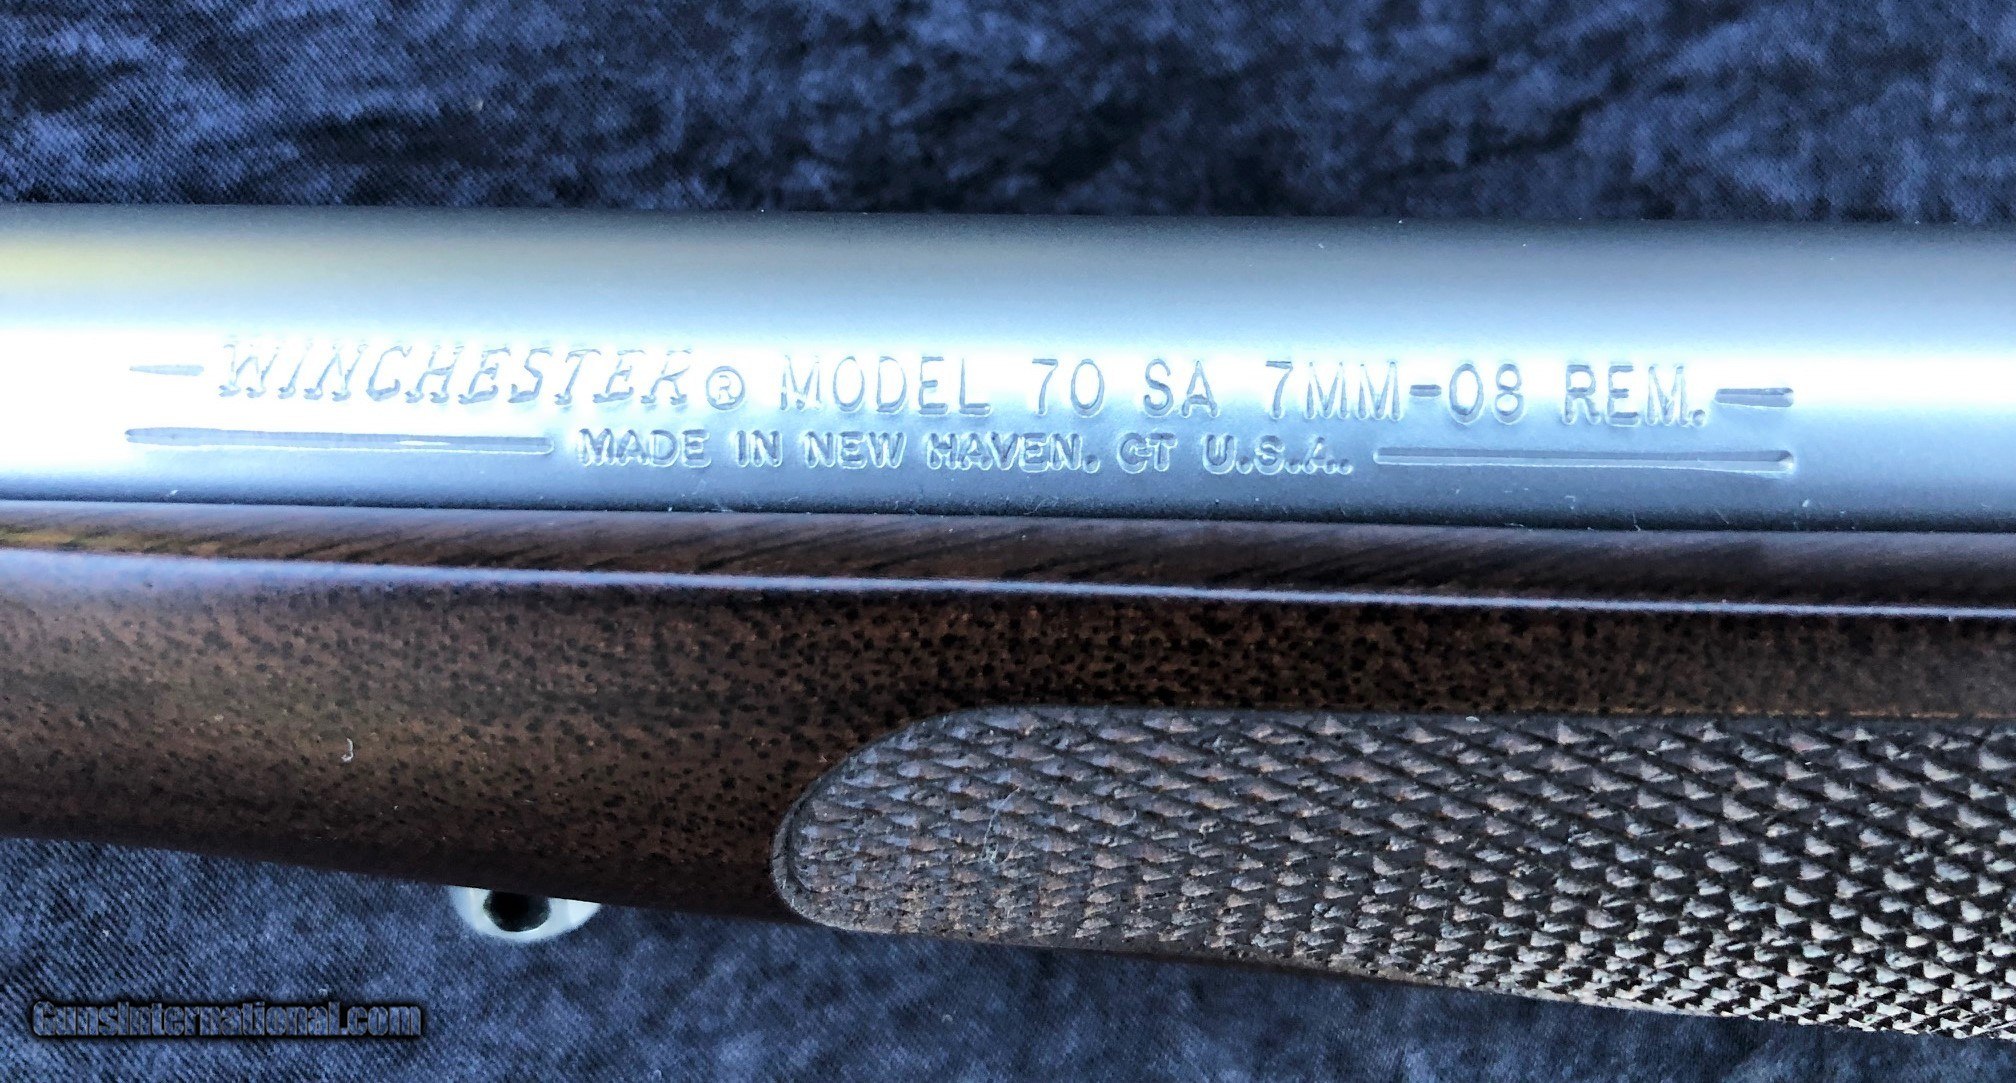 WINCHESTER® MODEL 70 SA 7MM-08 REM.
MADE IN NEW HAVEN. CT U.S.A.
GunsInternational.com